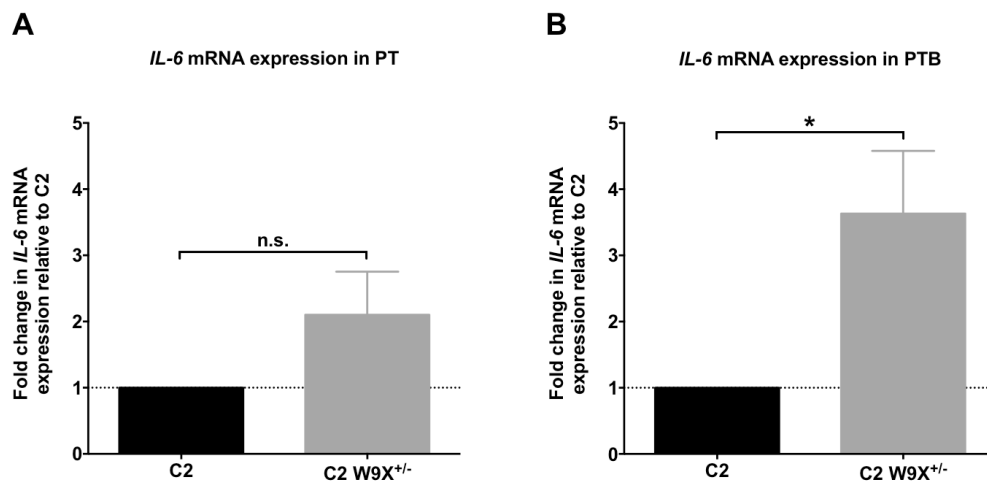 A
IL-6 mRNA expression in PT
Fold change in IL-6 mRNA
expression relative to C2
5
4
3
2
1
0
n.s.
C2
C2 W9X+/-
B
IL-6 mRNA expression in PTB
Fold change in IL-6 mRNA
expression relative to C2
5
4
3
2
1
0
*
C2
C2 W9X+/-